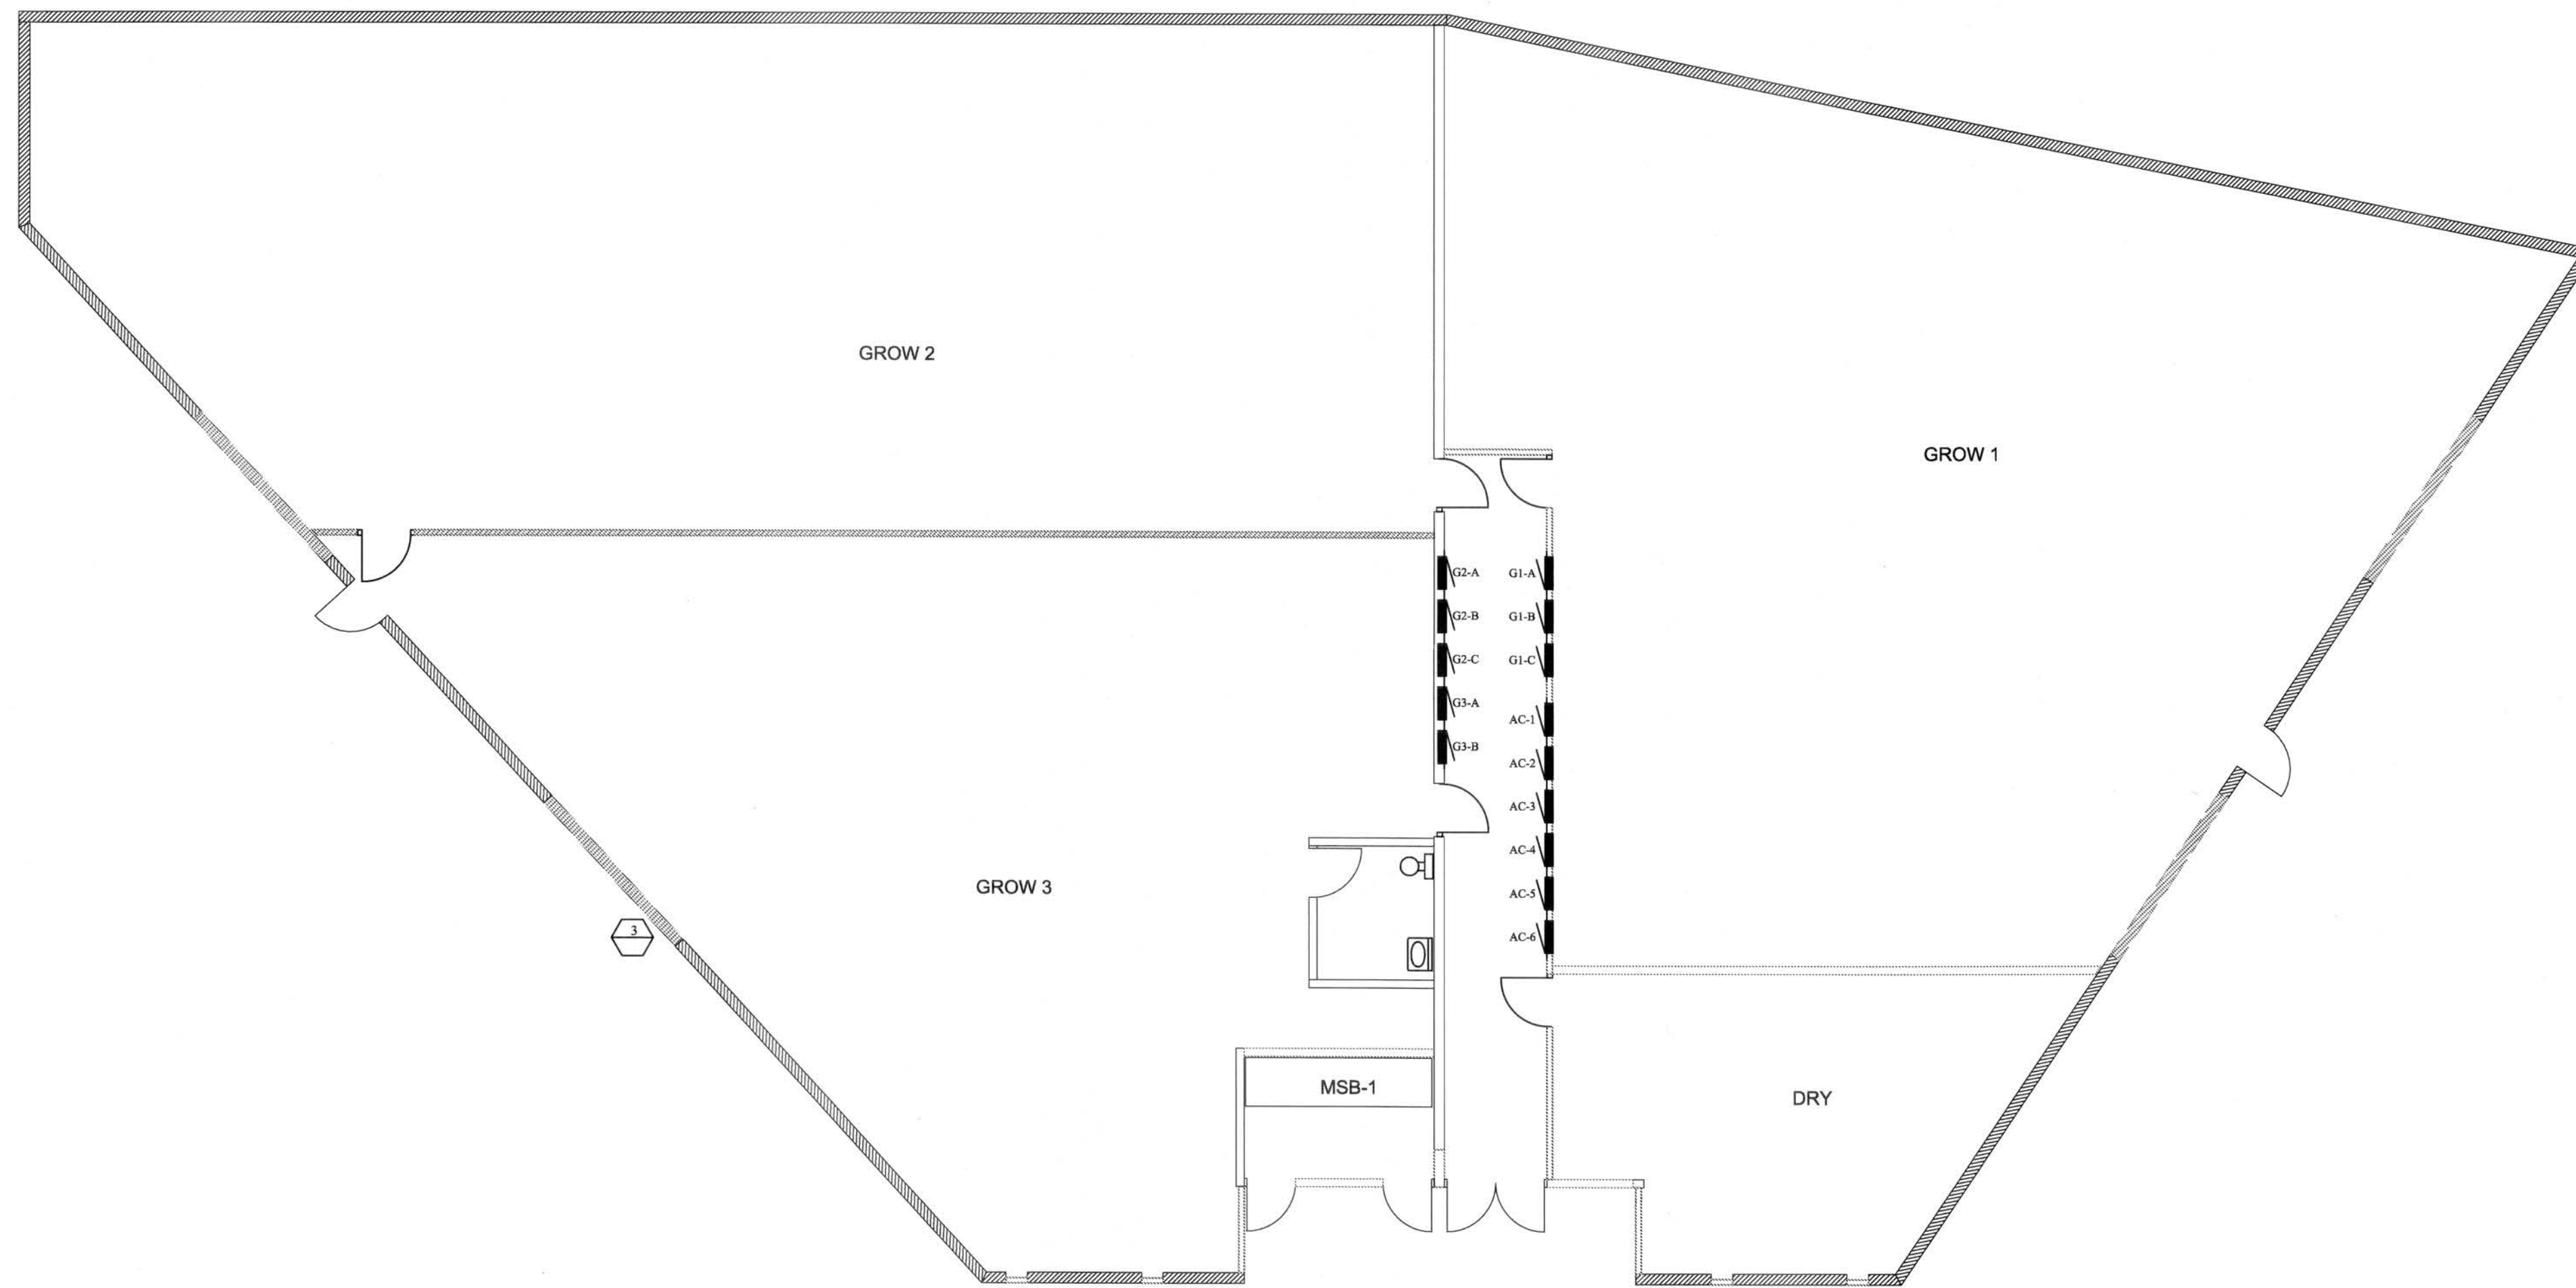 GROW 2
GROW 1
G2-A
G1-A
G2-B
G1-B
G2-C
G1-C
G3-A
AC-1
G3-B
AC-2
AC-3
AC-4
GROW 3
AC-5
3
AC-6
MSB-1
DRY